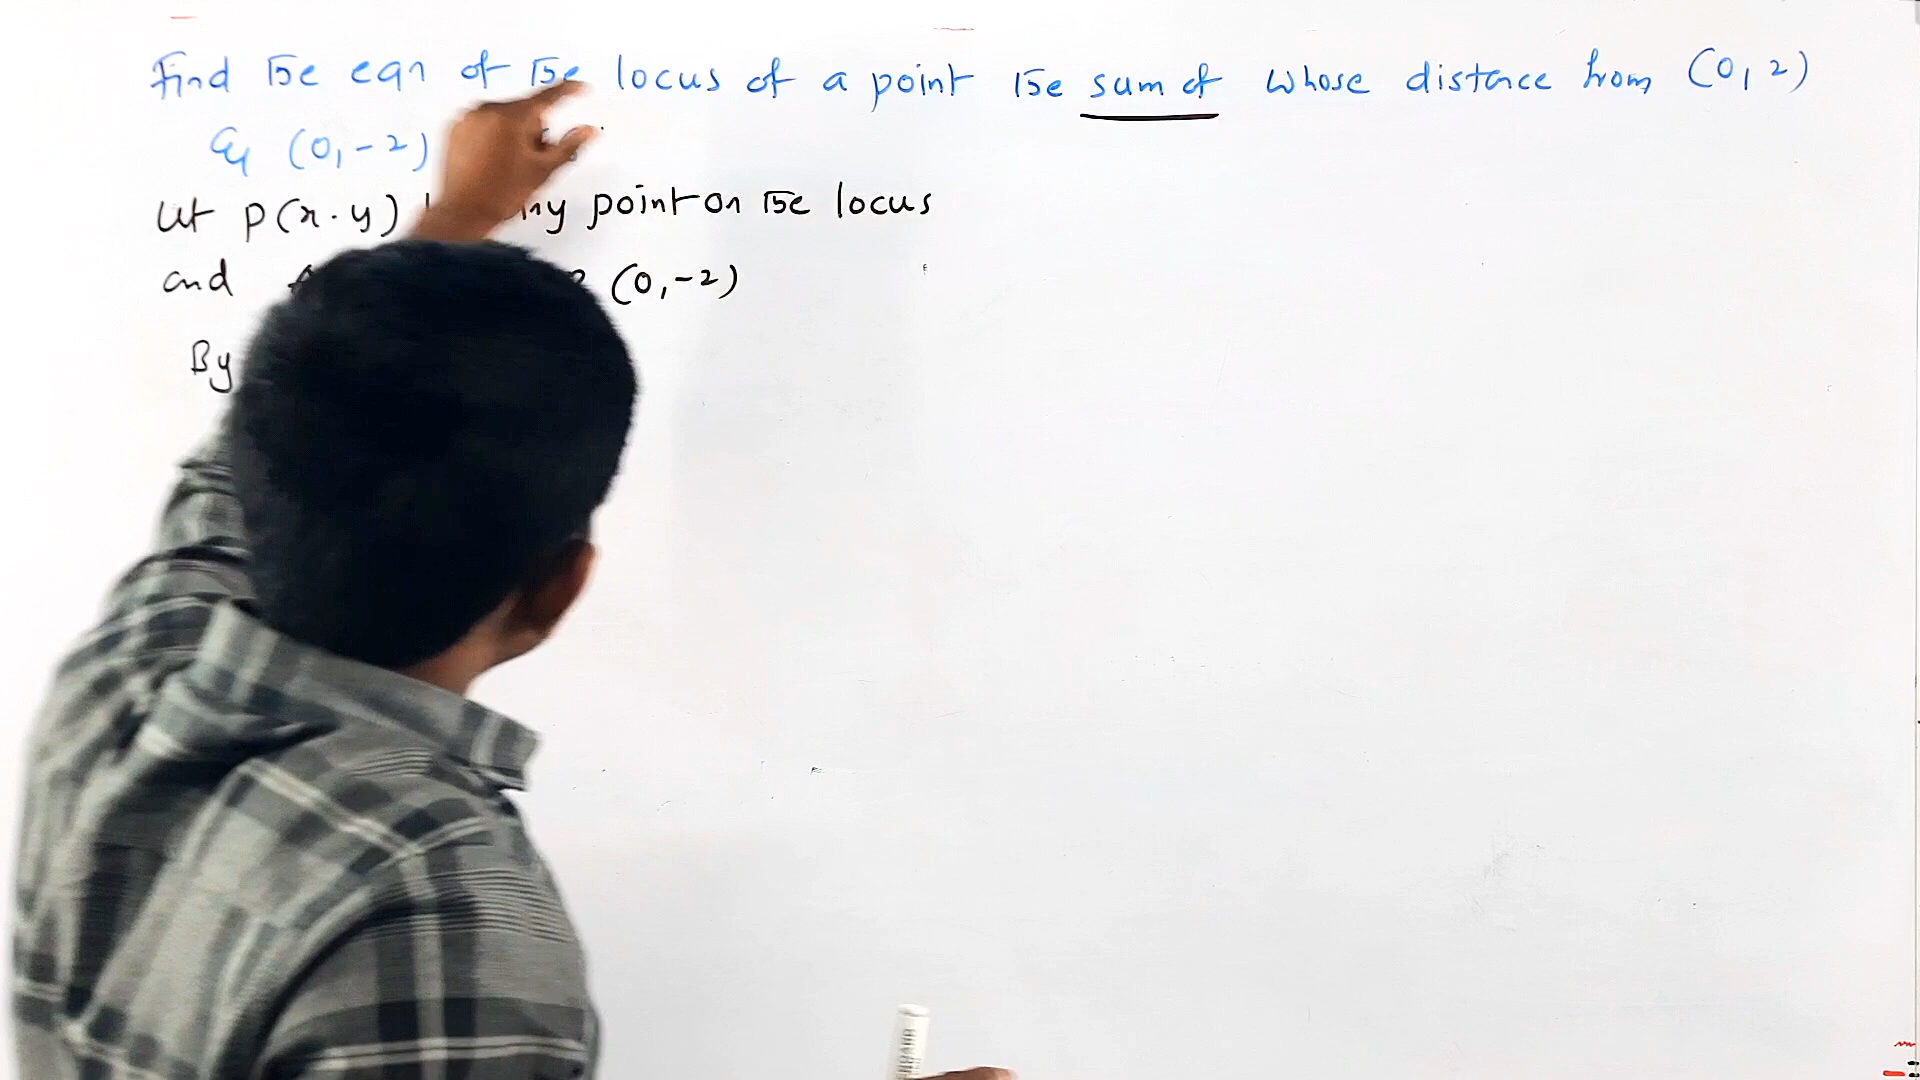 Find the eqn of the locus of a point the sum of whose distance from (0,2)
& (0,-2)
Let P(x.y) any point on the locus
and (0,-2)
By